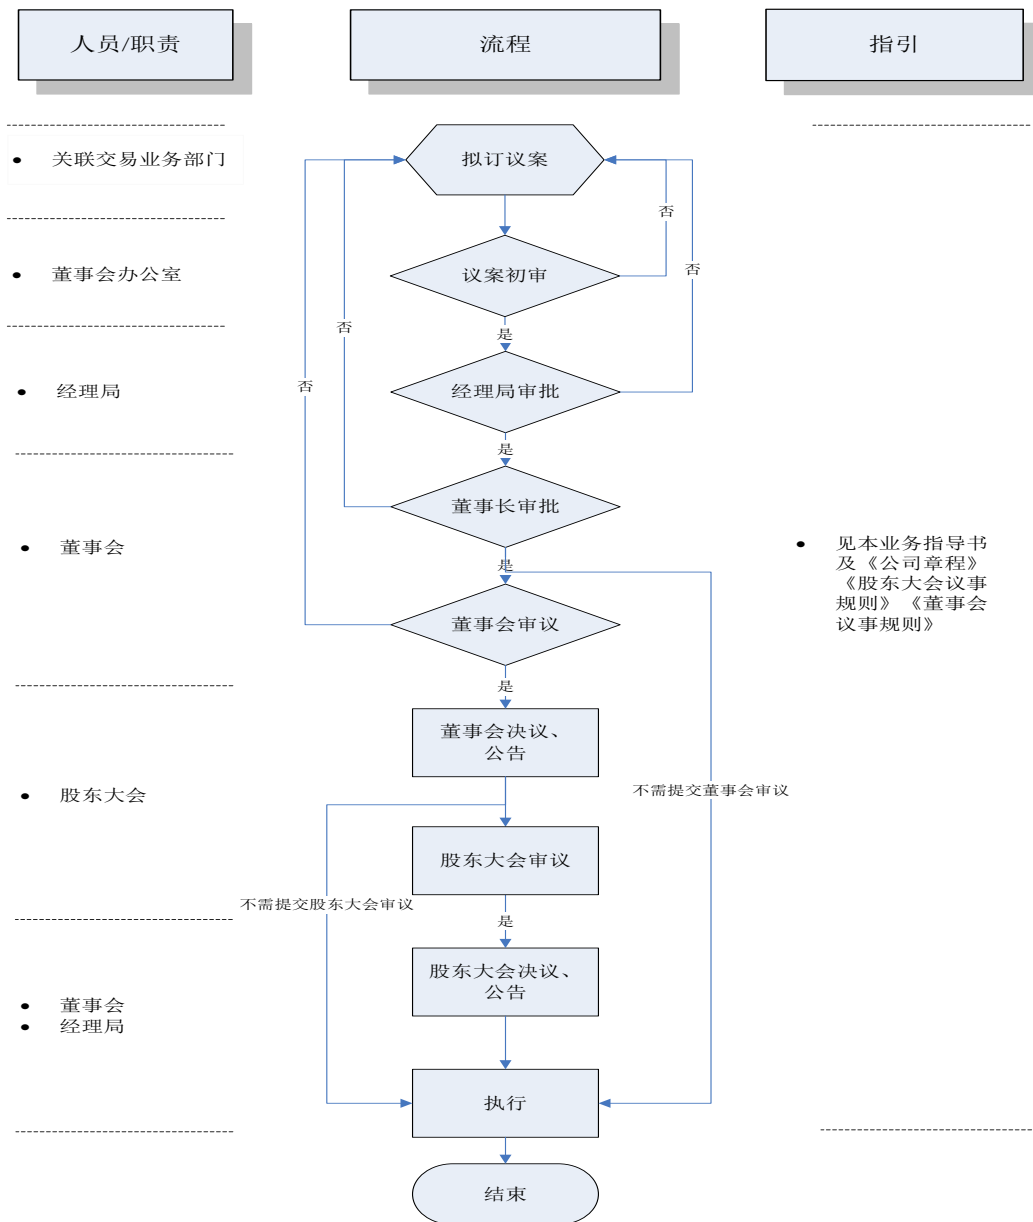 人员/职责
流程
指引
• 关联交易业务部门
拟订议案
否
• 董事会办公室
议案初审
否
是
否
• 经理局
经理局审批
否
是
董事长审批
• 董事会
是
• 见本业务指导书
及《公司章程》
《股东大会议事
规则》《董事会
议事规则》
董事会审议
是
董事会决议、
公告
不需提交董事会审议
• 股东大会
股东大会审议
不需提交股东大会审议
是
股东大会决议、
公告
• 董事会
• 经理局
执行
结束